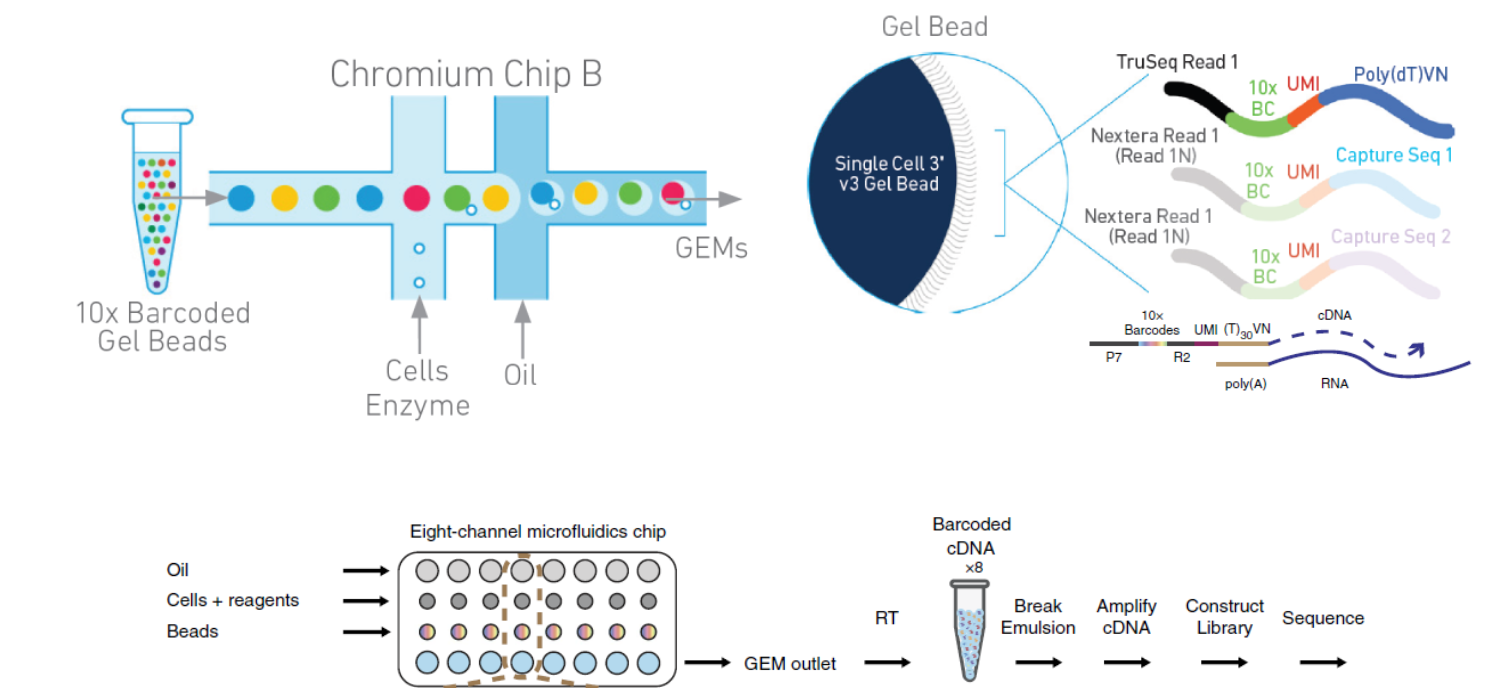 Chromium Chip B
10x Barcoded
Gel Beads
Cells
Enzyme
Oil
GEMs
Gel Bead
Single Cell 3'
v3 Gel Bead
TruSeq Read 1
10x
BC
UMI
Poly(dT)VN
Nextera Read 1
(Read 1N)
10x
BC
UMI
Capture Seq 1
Nextera Read 1
(Read 1N)
10x
BC
UMI
Capture Seq 2
10×
Barcodes
UMI
(T)30VN
cDNA
P7
R2
poly(A)
RNA
Eight-channel microfluidics chip
Oil
Cells + reagents
Beads
GEM outlet
RT
Barcoded
cDNA
×8
Break
Emulsion
Amplify
cDNA
Construct
Library
Sequence